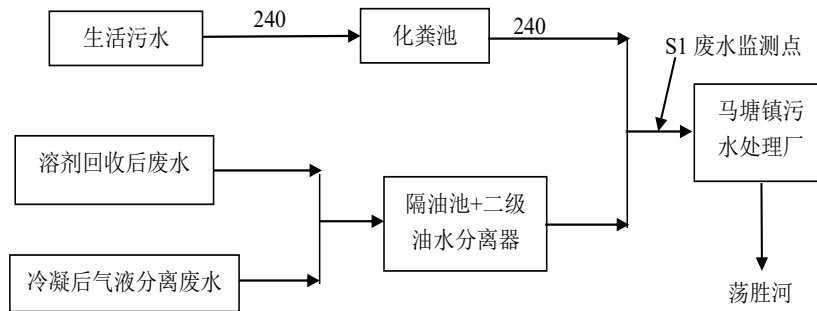 240
240
生活污水
化粪池
S1 废水监测点
马塘镇污
水处理厂
溶剂回收后废水
隔油池+二级
油水分离器
冷凝后气液分离废水
荡胜河